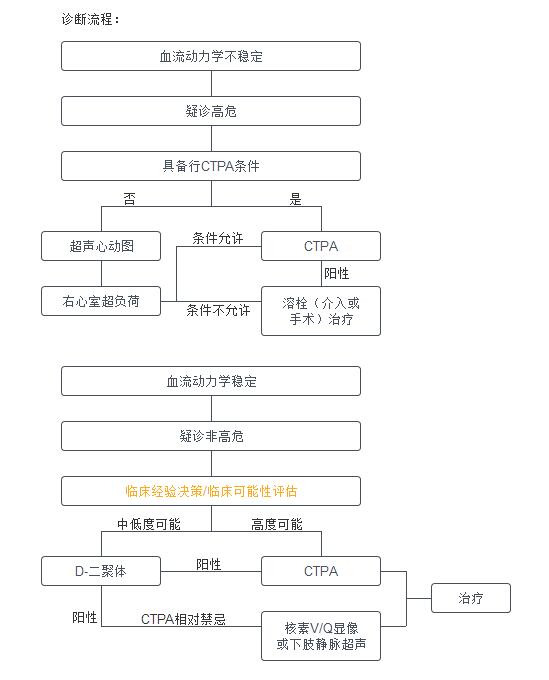 诊断流程：
血流动力学不稳定
疑诊高危
具备行CTPA条件
否
是
超声心动图
条件允许
CTPA
阳性
右心室超负荷
条件不允许
溶栓（介入或
手术）治疗
血流动力学稳定
疑诊非高危
临床经验决策/临床可能性评估
中低度可能
高度可能
D-二聚体
阳性
CTPA
治疗
阳性
CTPA相对禁忌
核素V/Q显像
或下肢静脉超声